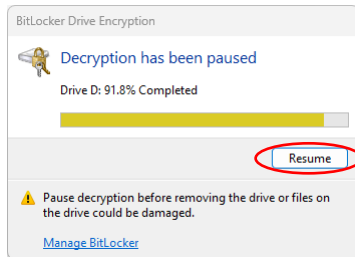 BitLocker Drive Encryption
Decryption has been paused
Drive D: 91.8% Completed
Resume
Pause decryption before removing the drive or files on
the drive could be damaged.
Manage BitLocker